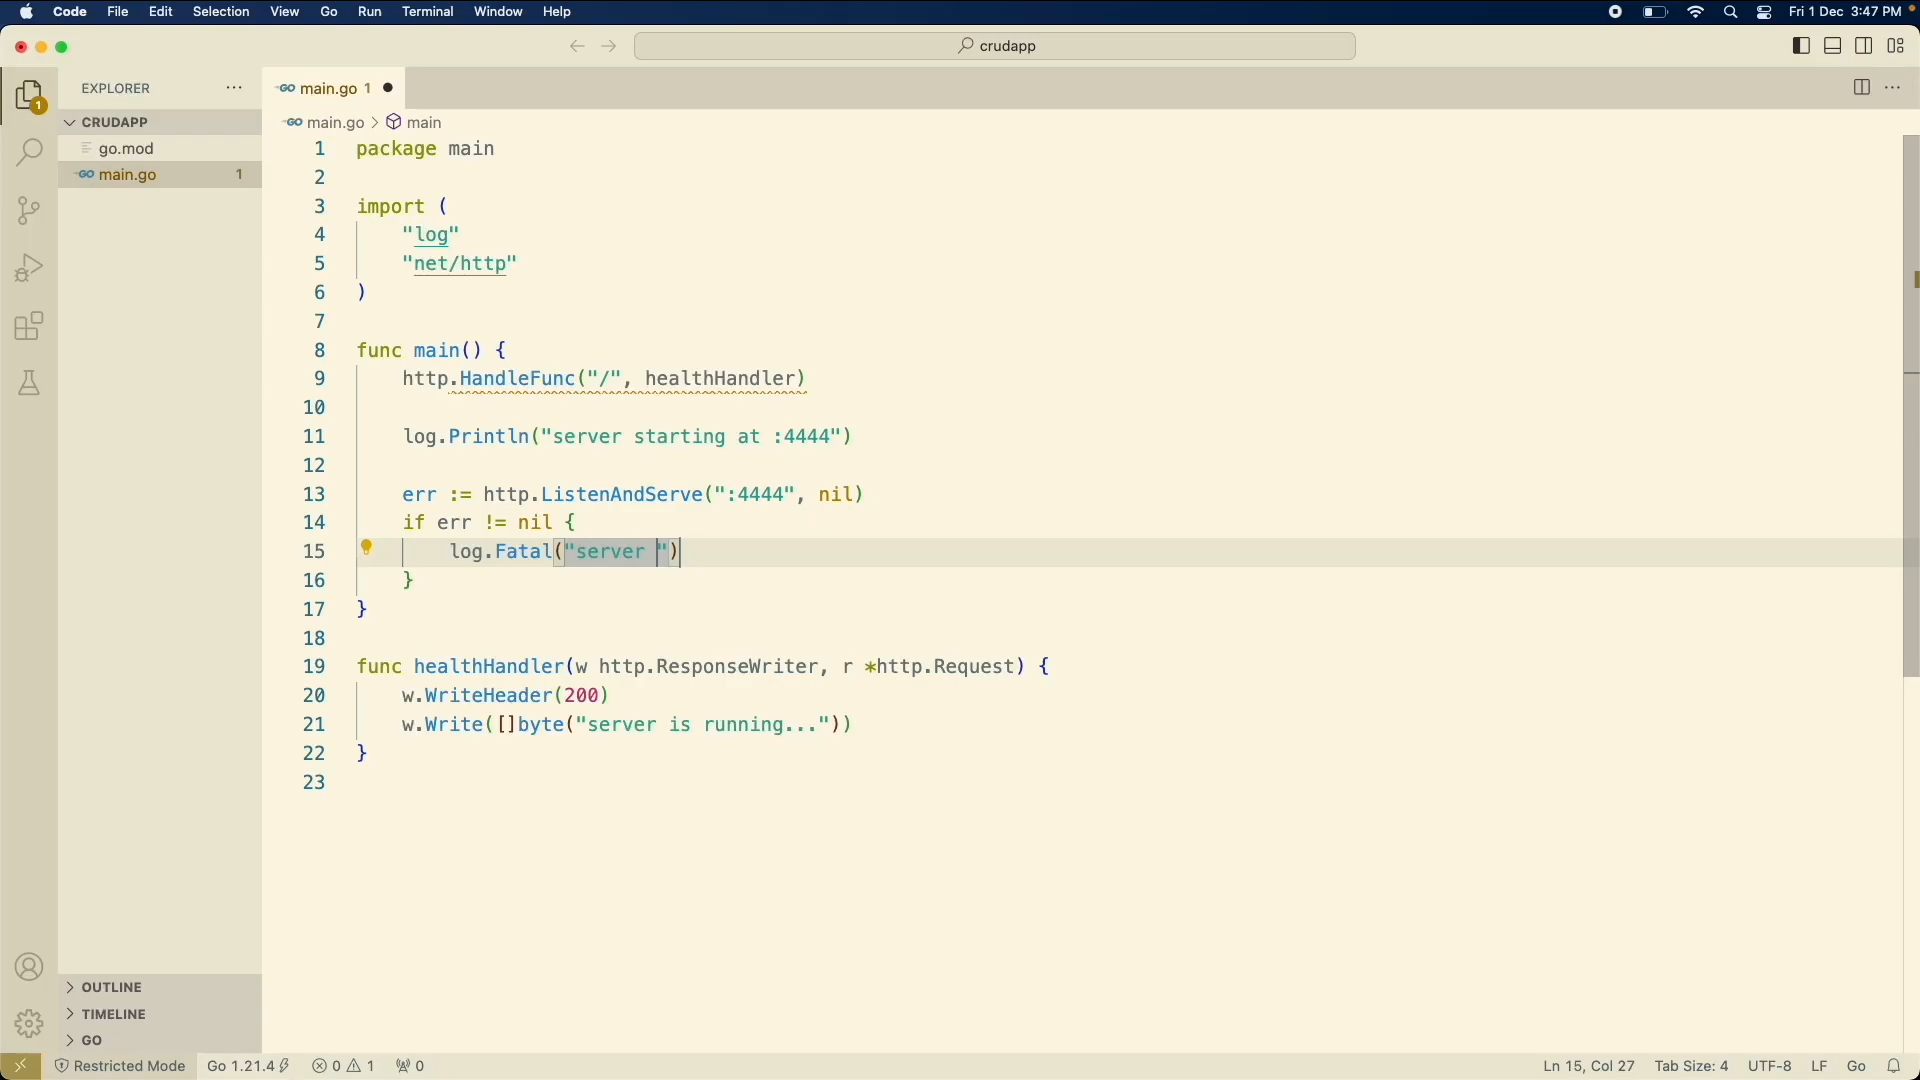 Code File Edit Selection View Go Run Terminal Window Help Fri 1 Dec 3:47 PM
crudapp
EXPLORER
CRUDAPP
go.mod
main.go 1
main.go 1
main.go > main
1 package main
2
3 import (
4 "log"
5 "net/http"
6 )
7
8 func main() {
9 http.HandleFunc("/", healthHandler)
10
11 log.Println("server starting at :4444")
12
13 err := http.ListenAndServe(":4444", nil)
14 if err != nil {
15 log.Fatal("server ")
16 }
17 }
18
19 func healthHandler(w http.ResponseWriter, r *http.Request) {
20 w.WriteHeader(200)
21 w.Write([]byte("server is running..."))
22 }
23
1
OUTLINE
TIMELINE
GO
Restricted Mode Go 1.21.4 0 1 0 Ln 15, Col 27 Tab Size: 4 UTF-8 LF Go